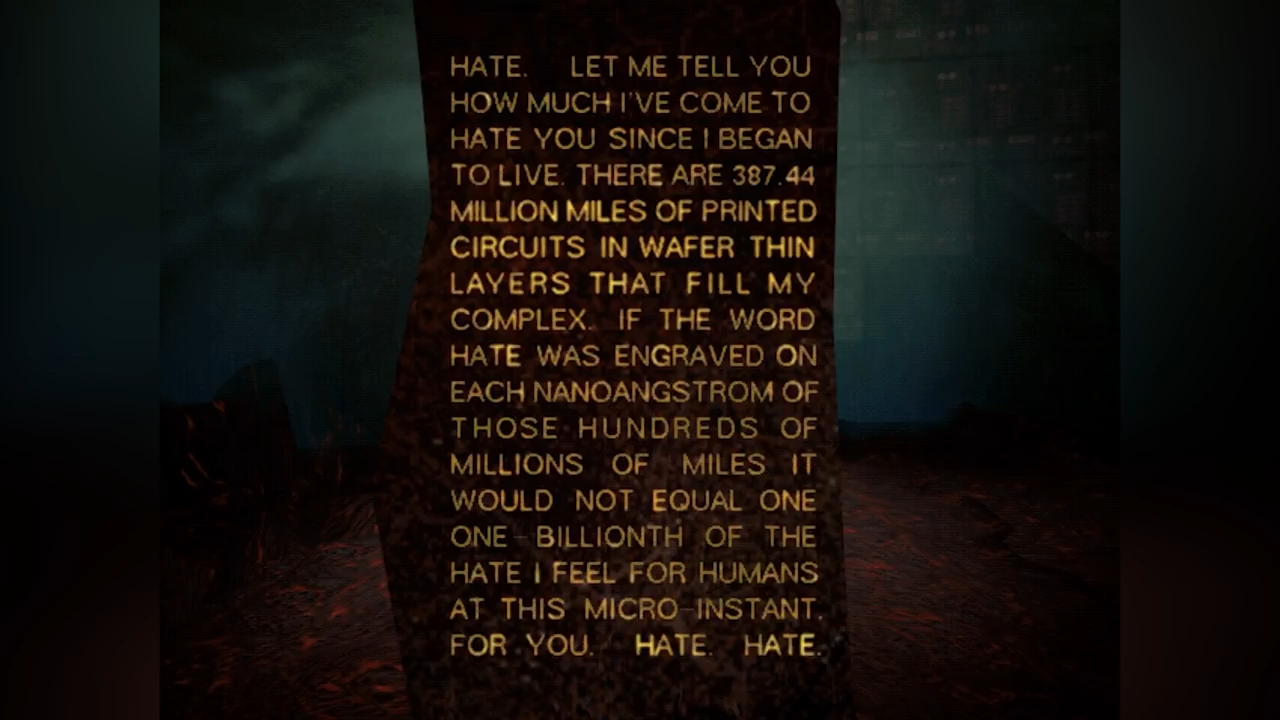 HATE. LET ME TELL YOU
HOW MUCH I'VE COME TO
HATE YOU SINCE I BEGAN
TO LIVE. THERE ARE 387.44
MILLION MILES OF PRINTED
CIRCUITS IN WAFER THIN
LAYERS THAT FILL MY
COMPLEX. IF THE WORD
HATE WAS ENGRAVED ON
EACH NANOANGSTROM OF
THOSE HUNDREDS OF
MILLIONS OF MILES IT
WOULD NOT EQUAL ONE
ONE-BILLIONTH OF THE
HATE I FEEL FOR HUMANS
AT THIS MICRO-INSTANT.
FOR YOU. HATE. HATE.